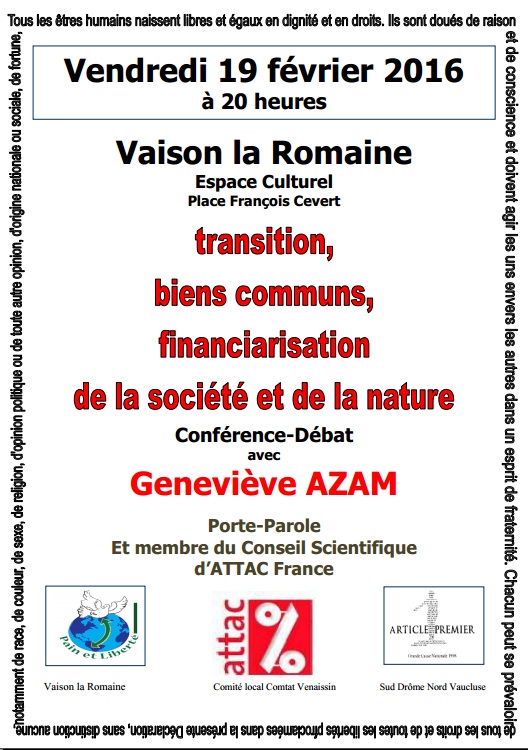 Tous les êtres humains naissent libres et égaux en dignité et en droits. Ils sont doués de raison
et de conscience et doivent agir les uns envers les autres dans un esprit de fraternité. Chacun peut se prévaloir
de tous les droits et de toutes les libertés proclamées dans la présente Déclaration, sans distinction aucune,
notamment de race, de couleur, de sexe, de religion, d'opinion politique ou de toute autre opinion, d'origine nationale ou sociale, de fortune,
Vendredi 19 février 2016
à 20 heures
Vaison la Romaine
Espace Culturel
Place François Cevert
transition,
biens communs,
financiarisation
de la société et de la nature
Conférence-Débat
avec
Geneviève AZAM
Porte-Parole
Et membre du Conseil Scientifique
d'ATTAC France
Pain et Liberté
attac
%
ARTICLE PREMIER
Grande Cause Nationale 1998
Vaison la Romaine
Comité local Comtat Venaissin
Sud Drôme Nord Vaucluse